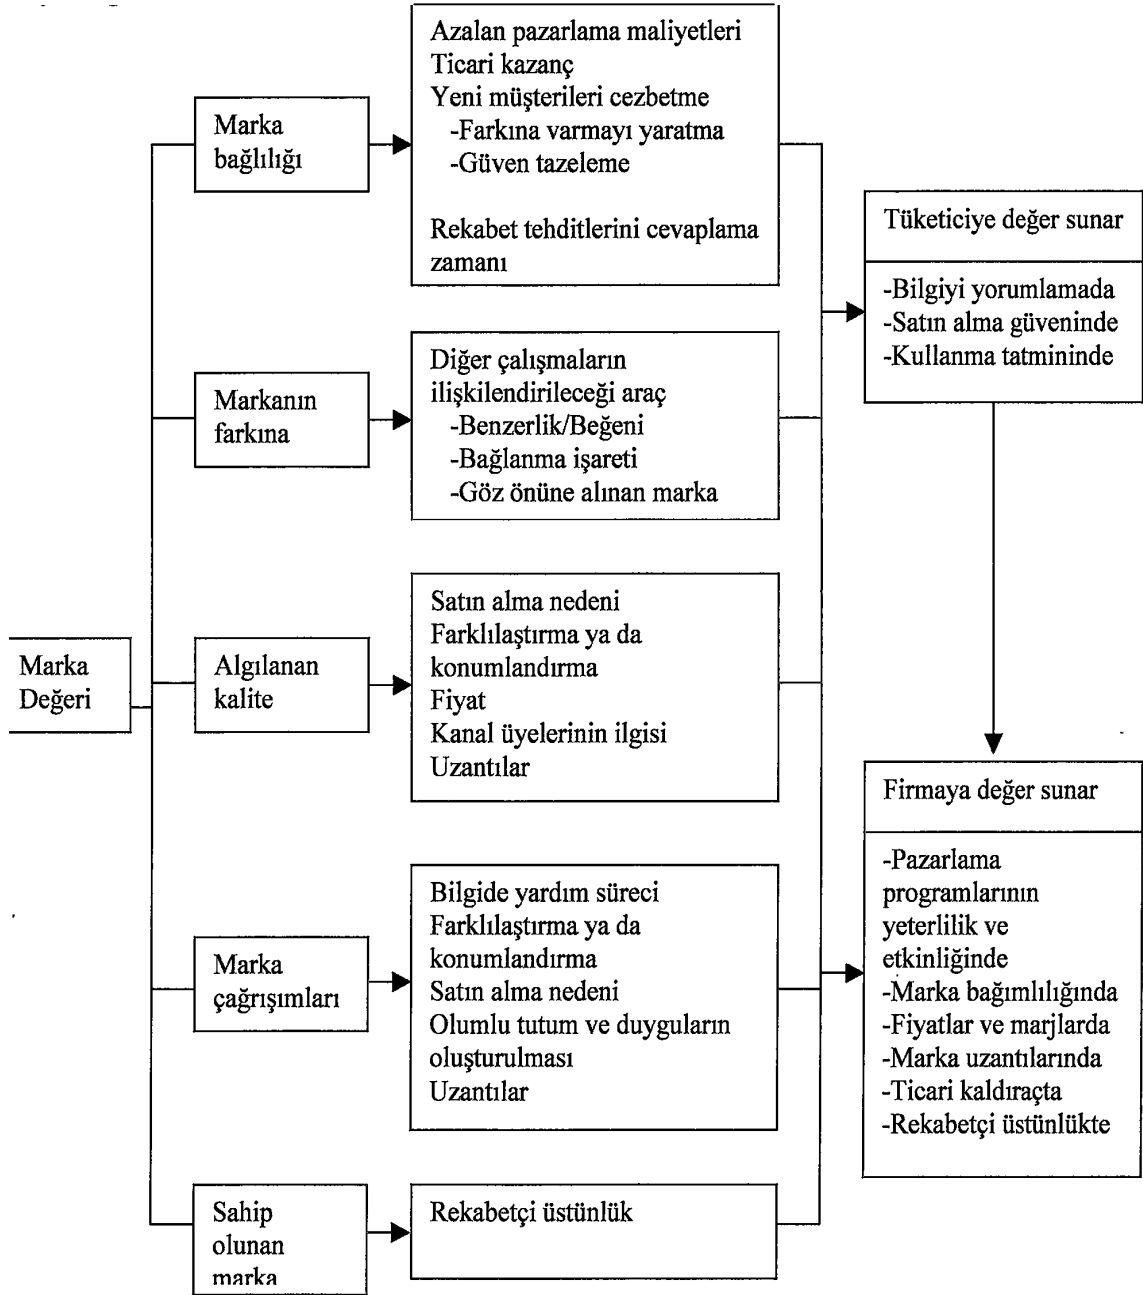 Marka
Değeri
Marka
bağlılığı
Azalan pazarlama maliyetleri
Ticari kazanç
Yeni müşterileri cezbetme
-Farkına varmayı yaratma
-Güven tazeleme
Rekabet tehditlerini cevaplama
zamanı
Markanın
farkına
Diğer çalışmaların
ilişkilendirileceği araç
-Benzerlik/Beğeni
-Bağlanma işareti
-Göz önüne alınan marka
Algılanan
kalite
Satın alma nedeni
Farklılaştırma ya da
konumlandırma
Fiyat
Kanal üyelerinin ilgisi
Uzantılar
Marka
çağrışımları
Bilgide yardım süreci
Farklılaştırma ya da
konumlandırma
Satın alma nedeni
Olumlu tutum ve duyguların
oluşturulması
Uzantılar
Sahip
olunan
marka
Rekabetçi üstünlük
Tüketiciye değer sunar
-Bilgiyi yorumlamada
-Satın alma güveninde
-Kullanma tatmininde
Firmaya değer sunar
-Pazarlama
programlarının
yeterlilik ve
etkinliğinde
-Marka bağımlılığında
-Fiyatlar ve marjlarda
-Marka uzantılarında
-Ticari kaldıraçta
-Rekabetçi üstünlükte